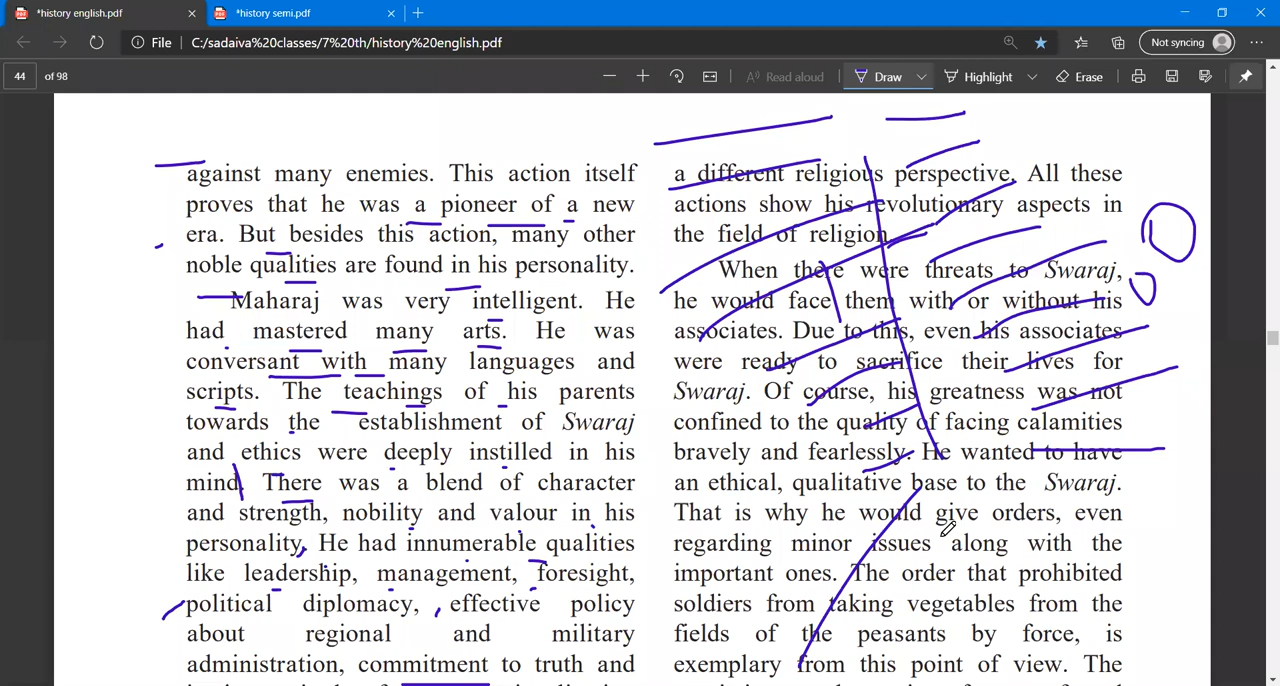 *history english.pdf
*history semi.pdf
File C:/sadaiva%20classes/7%20th/history%20english.pdf
Not syncing
44 of 98
Read aloud
Draw
Highlight
Erase
against many enemies. This action itself
proves that he was a pioneer of a new
era. But besides this action, many other
noble qualities are found in his personality.
Maharaj was very intelligent. He
had mastered many arts. He was
conversant with many languages and
scripts. The teachings of his parents
towards the establishment of Swaraj
and ethics were deeply instilled in his
mind. There was a blend of character
and strength, nobility and valour in his
personality. He had innumerable qualities
like leadership, management, foresight,
political diplomacy, effective policy
about regional and military
administration, commitment to truth and
a different religious perspective. All these
actions show his revolutionary aspects in
the field of religion.
When there were threats to Swaraj,
he would face them with or without his
associates. Due to this, even his associates
were ready to sacrifice their lives for
Swaraj. Of course, his greatness was not
confined to the quality of facing calamities
bravely and fearlessly. He wanted to have
an ethical, qualitative base to the Swaraj.
That is why he would give orders, even
regarding minor issues along with the
important ones. The order that prohibited
soldiers from taking vegetables from the
fields of the peasants by force, is
exemplary from this point of view. The